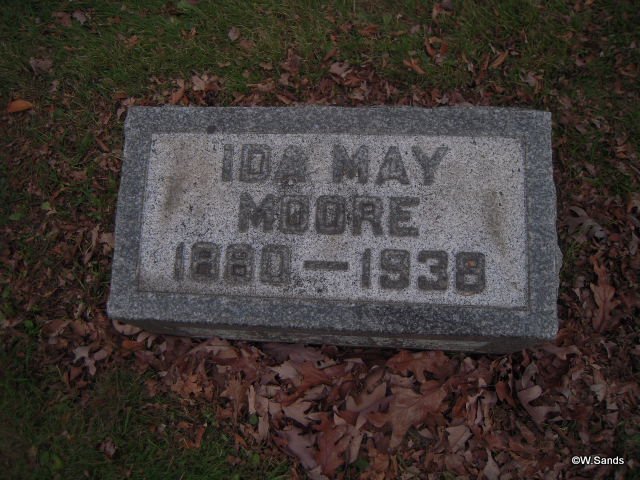 IDA MAY
MOORE
1880 — 1938
©W.Sands